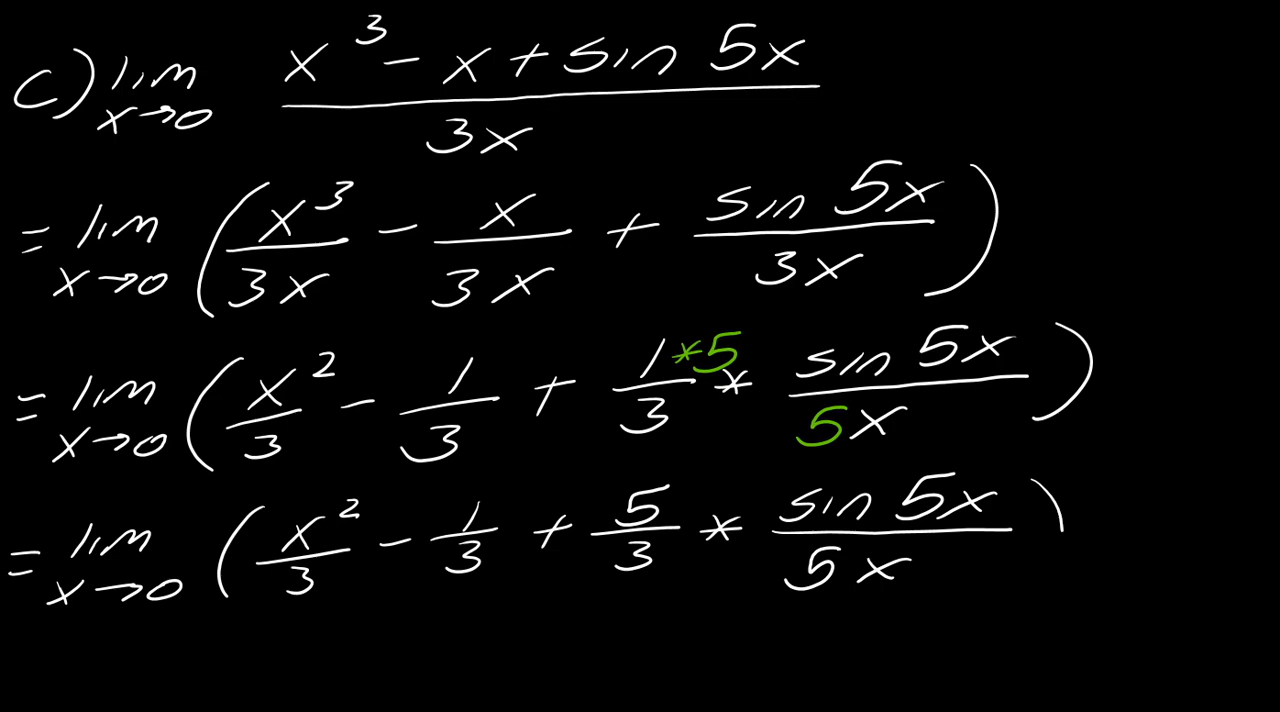 c) lim x→0 (x³ - x + sin 5x)/(3x)
= lim x→0 (x³/3x - x/3x + sin 5x/3x)
= lim x→0 (x²/3 - 1/3 + 1*5/3 * sin 5x/5x)
= lim x→0 (x²/3 - 1/3 + 5/3 * sin 5x/5x)